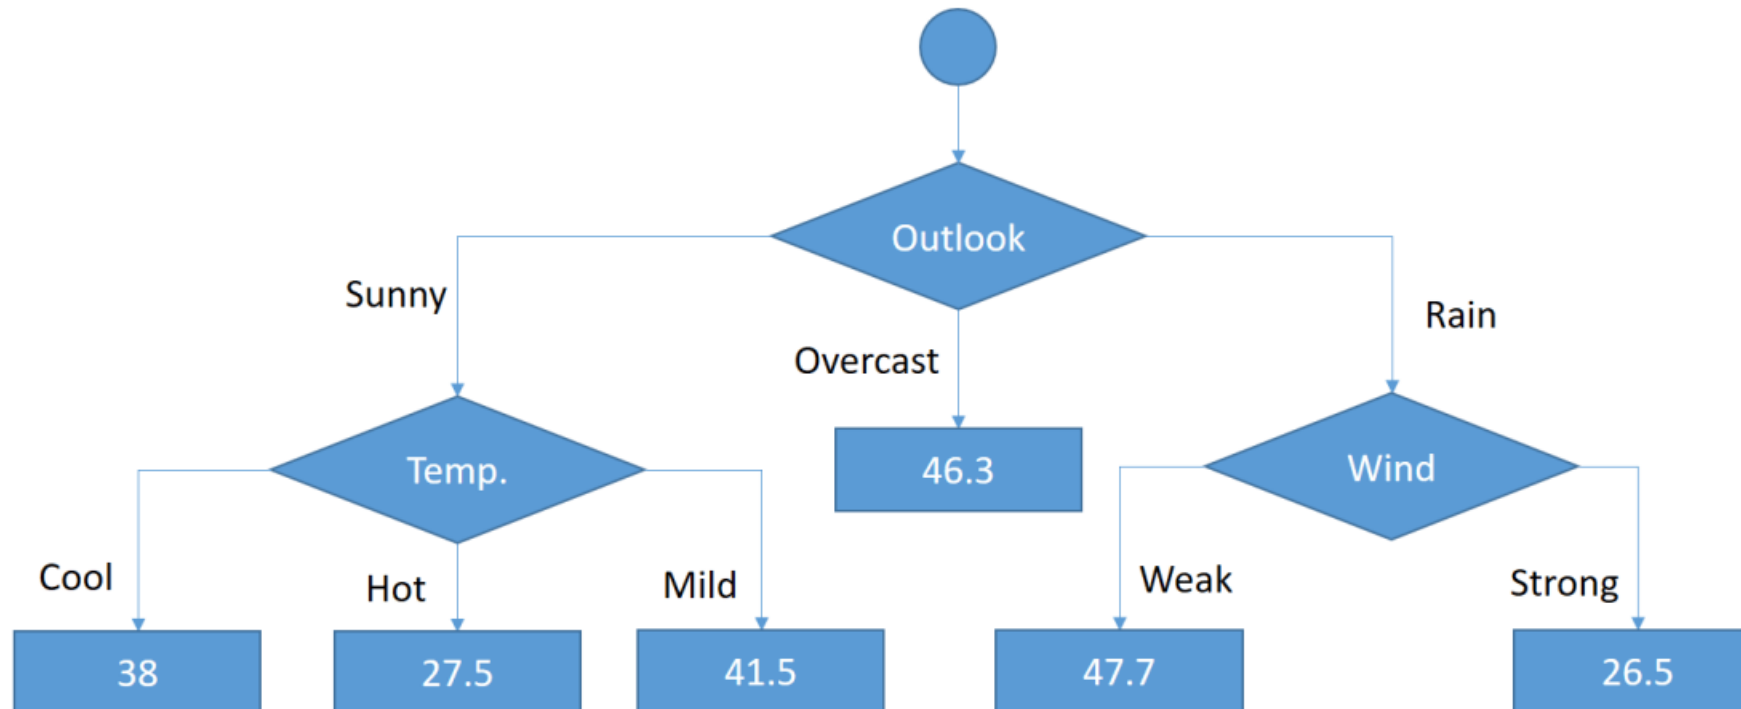 Outlook
Sunny
Rain
Overcast
Temp.
46.3
Wind
Cool
Hot
Mild
Weak
Strong
38
27.5
41.5
47.7
26.5